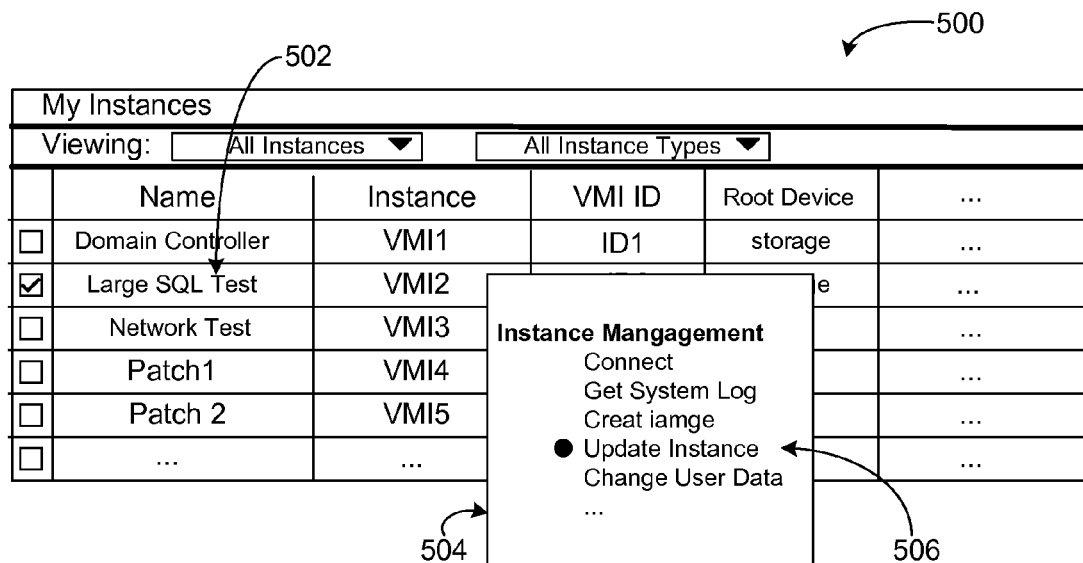 500
502
My Instances
Viewing: All Instances All Instance Types
Name Instance VMI ID Root Device ...
Domain Controller VMI1 ID1 storage ...
Large SQL Test VMI2 e ...
Network Test VMI3 ...
Patch1 VMI4 ...
Patch 2 VMI5 ...
... ... ...
Instance Mangagement
Connect
Get System Log
Creat iamge
Update Instance
Change User Data
...
504 506